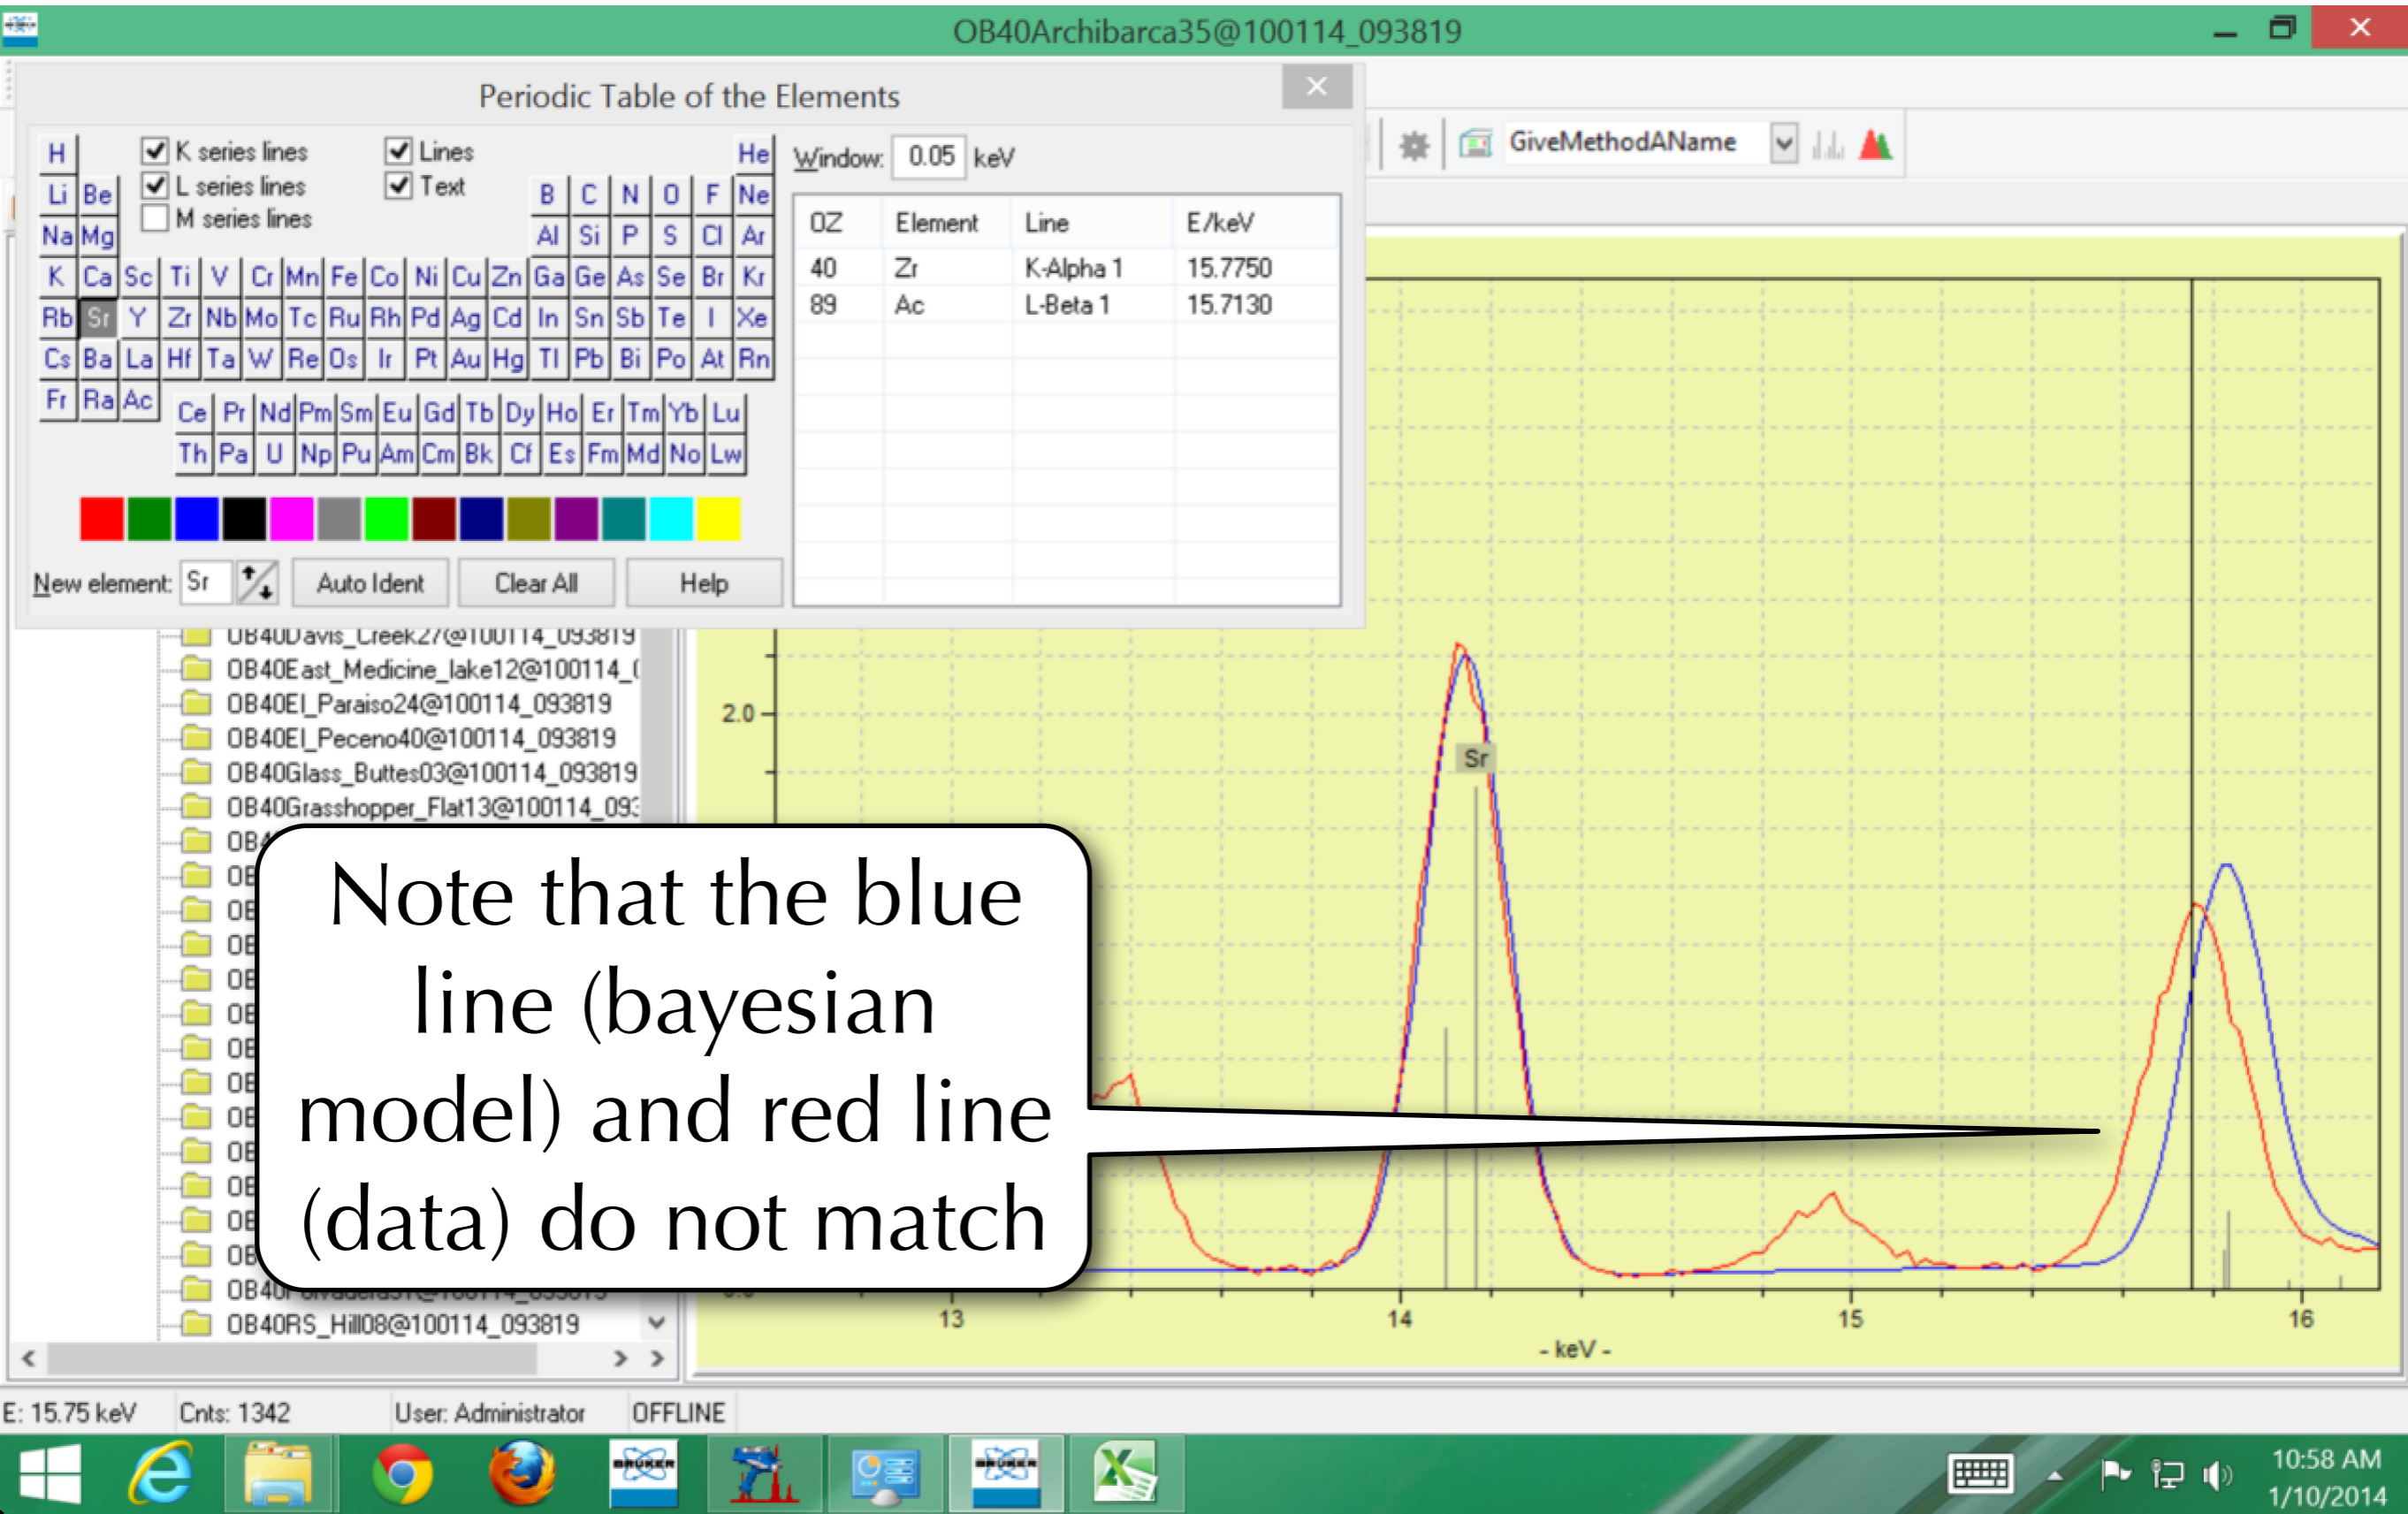 OB40Archibarca35@100114_093819
Periodic Table of the Elements
H K series lines Lines He
Li Be L series lines Text B C N O F Ne
Na Mg M series lines Al Si P S Cl Ar
K Ca Sc Ti V Cr Mn Fe Co Ni Cu Zn Ga Ge As Se Br Kr
Rb Sr Y Zr Nb Mo Tc Ru Rh Pd Ag Cd In Sn Sb Te I Xe
Cs Ba La Hf Ta W Re Os Ir Pt Au Hg Tl Pb Bi Po At Rn
Fr Ra Ac
Ce Pr Nd Pm Sm Eu Gd Tb Dy Ho Er Tm Yb Lu
Th Pa U Np Pu Am Cm Bk Cf Es Fm Md No Lw
New element: Sr Auto Ident Clear All Help
Window: 0.05 keV
OZ Element Line E/keV
40 Zr K-Alpha 1 15.7750
89 Ac L-Beta 1 15.7130
GiveMethodAName
OB40Davis_Creek27@100114_093819
OB40East_Medicine_lake12@100114_(
OB40El_Paraiso24@100114_093819
OB40El_Peceno40@100114_093819
OB40Glass_Buttes03@100114_093819
OB40Grasshopper_Flat13@100114_093
OB40RS_Hill08@100114_093819
Note that the blue
line (bayesian
model) and red line
(data) do not match
2.0
Sr
13 14 15 16
- keV -
E: 15.75 keV Cnts: 1342 User: Administrator OFFLINE
BRUKER BRUKER
10:58 AM
1/10/2014